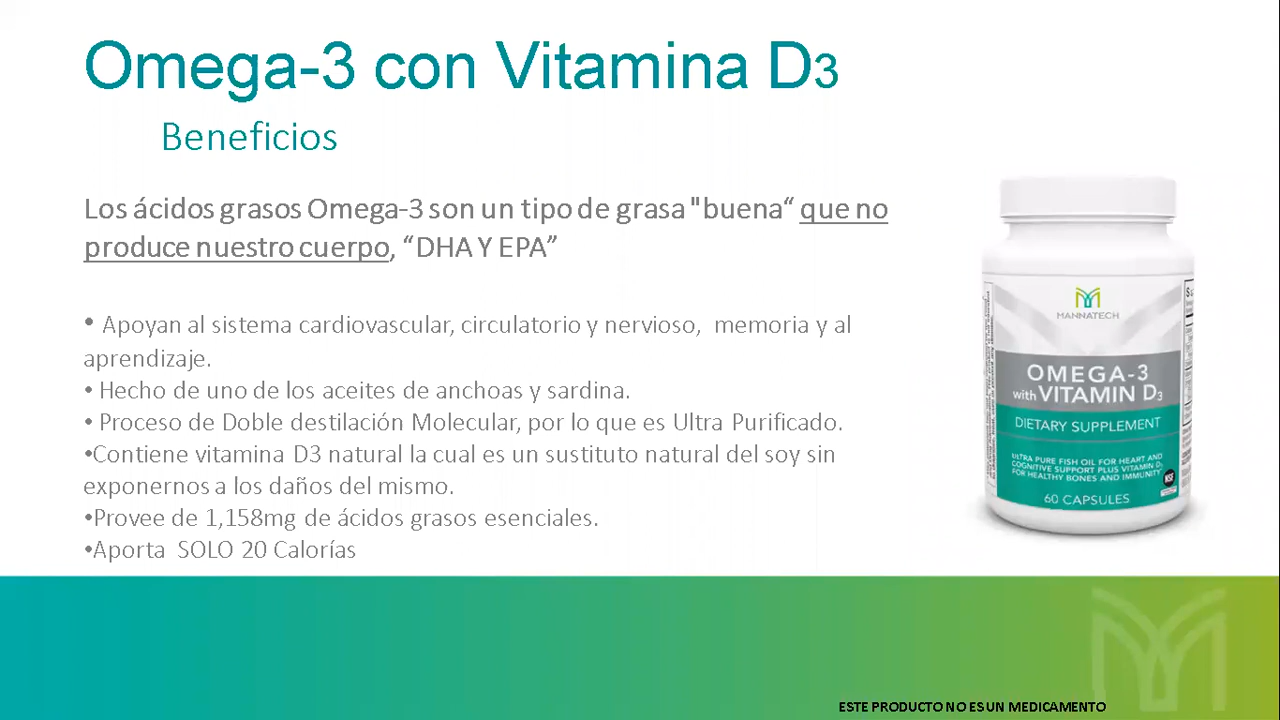 Omega-3 con Vitamina D3
Beneficios
Los ácidos grasos Omega-3 son un tipo de grasa "buena“ que no
produce nuestro cuerpo, “DHA Y EPA”
• Apoyan al sistema cardiovascular, circulatorio y nervioso, memoria y al
aprendizaje.
• Hecho de uno de los aceites de anchoas y sardina.
• Proceso de Doble destilación Molecular, por lo que es Ultra Purificado.
•Contiene vitamina D3 natural la cual es un sustituto natural del soy sin
exponernos a los daños del mismo.
•Provee de 1,158mg de ácidos grasos esenciales.
•Aporta SOLO 20 Calorías
MANNATECH
OMEGA-3
with VITAMIN D3
DIETARY SUPPLEMENT
ULTRA PURE FISH OIL FOR HEART AND
COGNITIVE SUPPORT PLUS VITAMIN D3
FOR HEALTHY BONES AND IMMUNITY
NSF
60 CAPSULES
ESTE PRODUCTO NO ES UN MEDICAMENTO